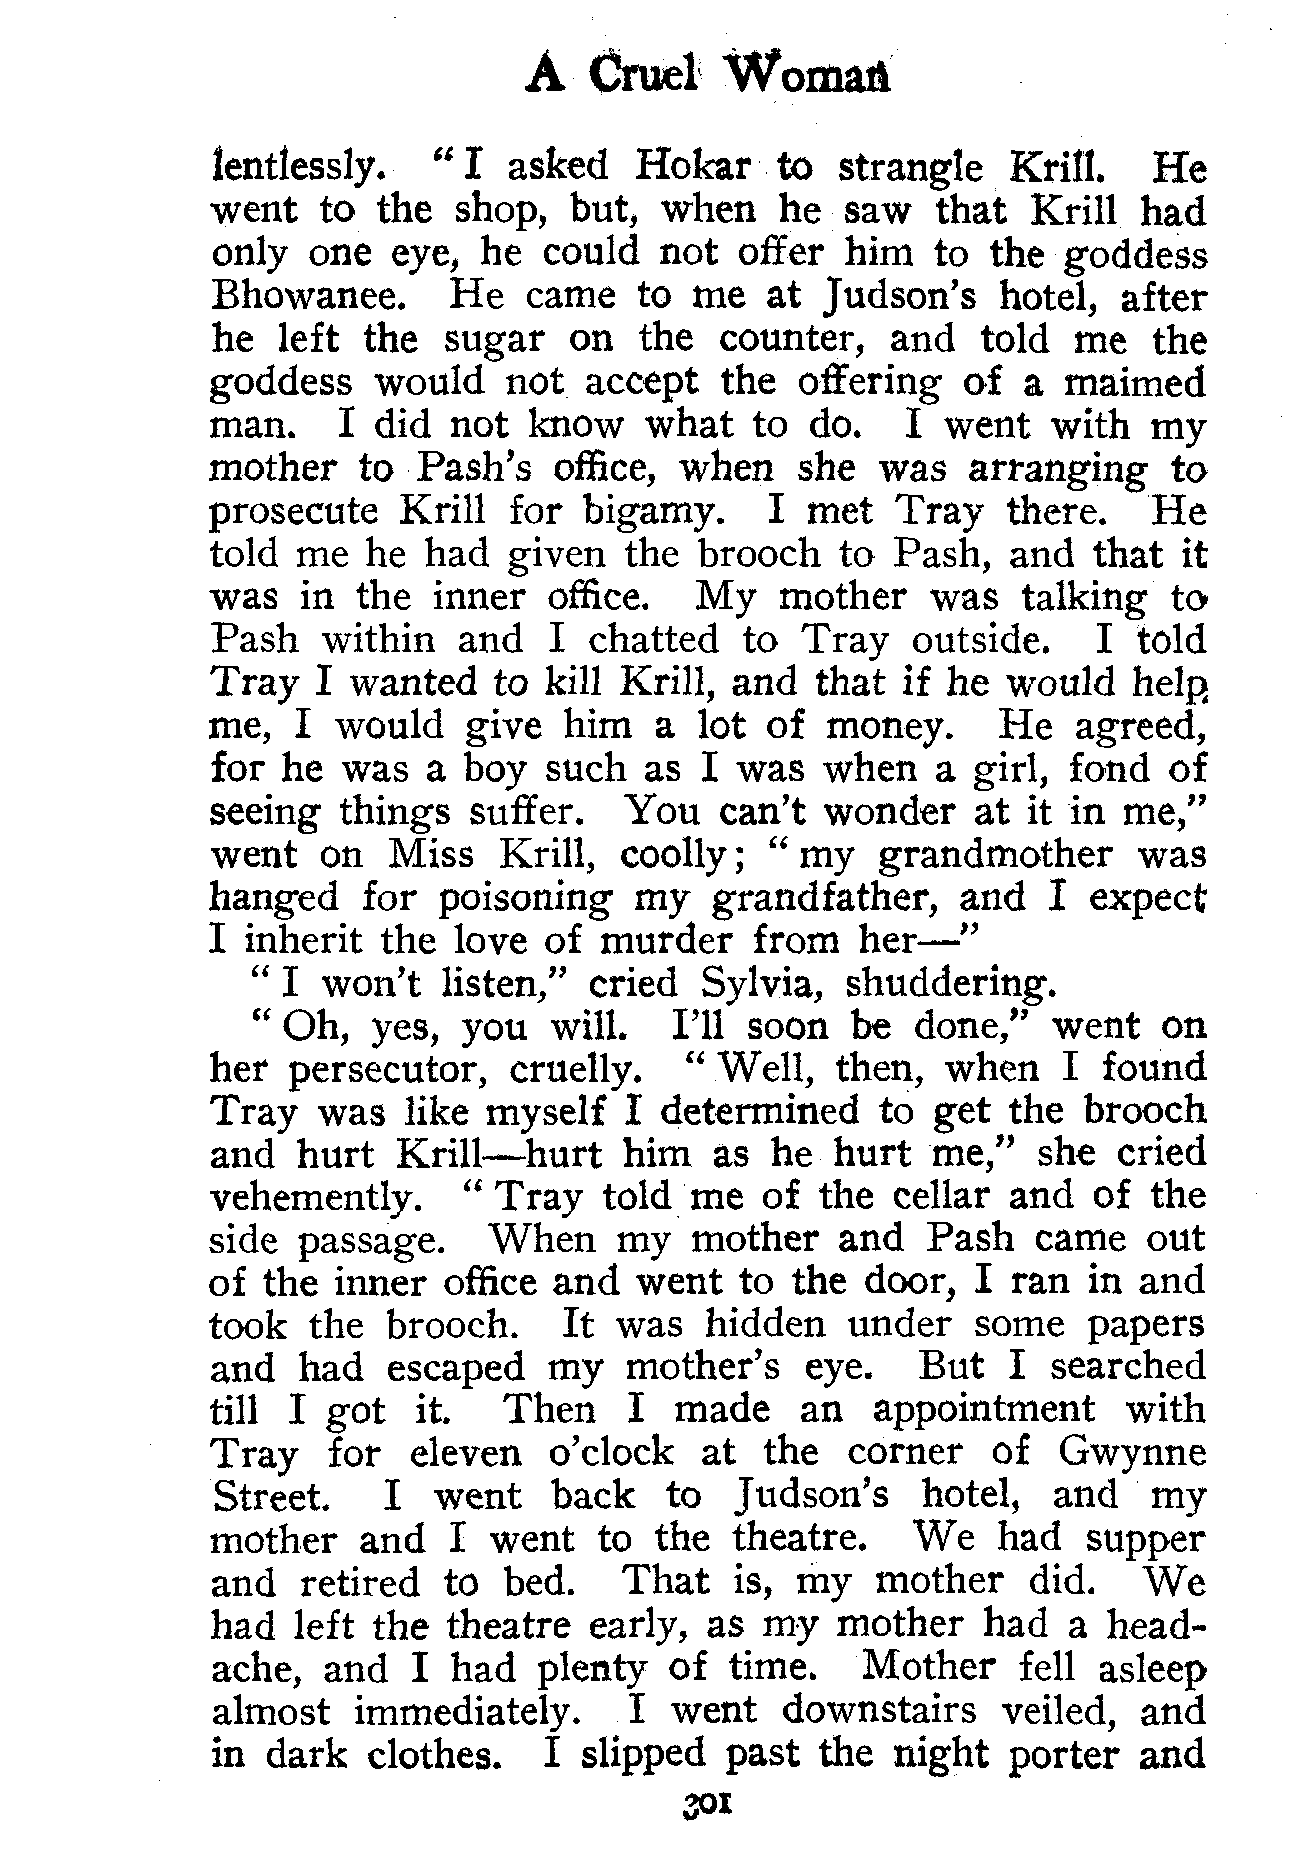 A Cruel Woman
lentlessly. "I asked Hokar to strangle Krill. He
went to the shop, but, when he saw that Krill had
only one eye, he could not offer him to the goddess
Bhowanee. He came to me at Judson's hotel, after
he left the sugar on the counter, and told me the
goddess would not accept the offering of a maimed
man. I did not know what to do. I went with my
mother to Pash's office, when she was arranging to
prosecute Krill for bigamy. I met Tray there. He
told me he had given the brooch to Pash, and that it
was in the inner office. My mother was talking to
Pash within and I chatted to Tray outside. I told
Tray I wanted to kill Krill, and that if he would help
me, I would give him a lot of money. He agreed,
for he was a boy such as I was when a girl, fond of
seeing things suffer. You can't wonder at it in me,"
went on Miss Krill, coolly; "my grandmother was
hanged for poisoning my grandfather, and I expect
I inherit the love of murder from her—"
"I won't listen," cried Sylvia, shuddering.
"Oh, yes, you will. I'll soon be done," went on
her persecutor, cruelly. "Well, then, when I found
Tray was like myself I determined to get the brooch
and hurt Krill—hurt him as he hurt me," she cried
vehemently. "Tray told me of the cellar and of the
side passage. When my mother and Pash came out
of the inner office and went to the door, I ran in and
took the brooch. It was hidden under some papers
and had escaped my mother's eye. But I searched
till I got it. Then I made an appointment with
Tray for eleven o'clock at the corner of Gwynne
Street. I went back to Judson's hotel, and my
mother and I went to the theatre. We had supper
and retired to bed. That is, my mother did. We
had left the theatre early, as my mother had a head-
ache, and I had plenty of time. Mother fell asleep
almost immediately. I went downstairs veiled, and
in dark clothes. I slipped past the night porter and
301